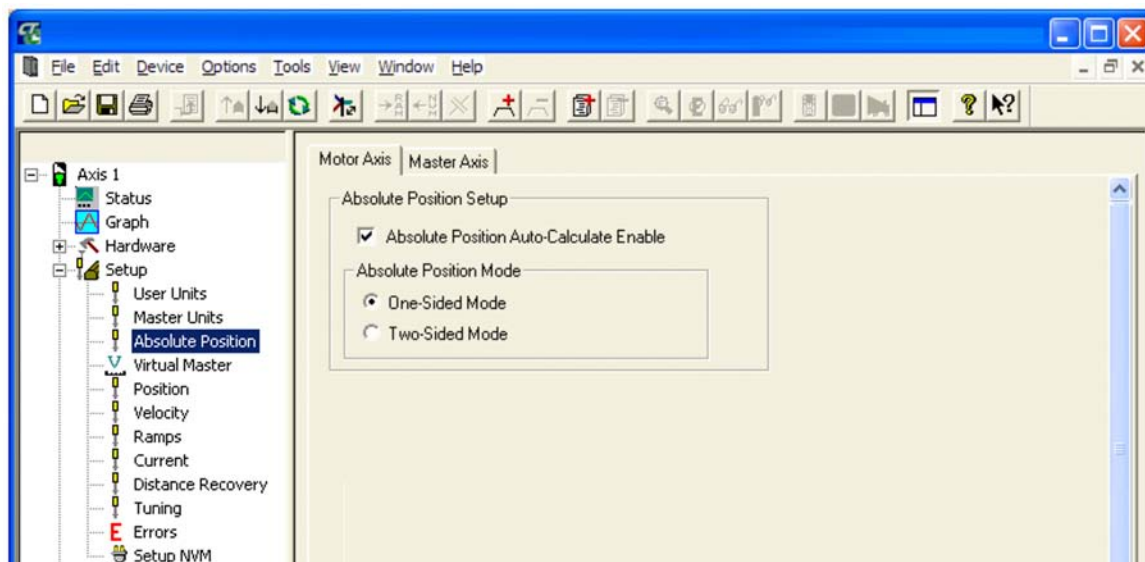 File Edit Device Options Tools View Window Help
Axis 1
Status
Graph
Hardware
Setup
User Units
Master Units
Absolute Position
Virtual Master
Position
Velocity
Ramps
Current
Distance Recovery
Tuning
E Errors
Setup NVM
Motor Axis Master Axis
Absolute Position Setup
Absolute Position Auto-Calculate Enable
Absolute Position Mode
One-Sided Mode
Two-Sided Mode